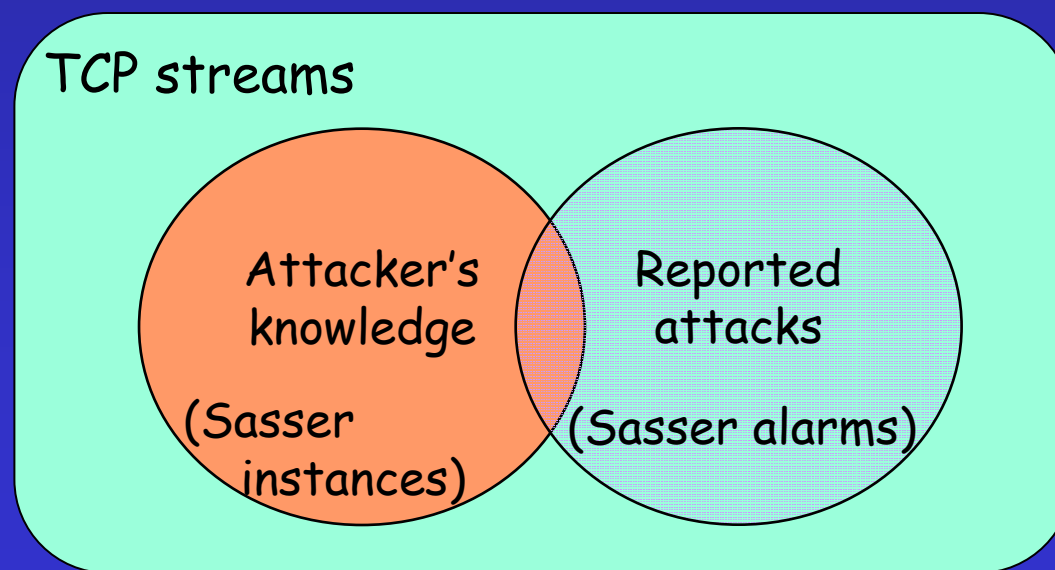 TCP streams
Attacker's
knowledge
(Sasser
instances)
Reported
attacks
(Sasser alarms)